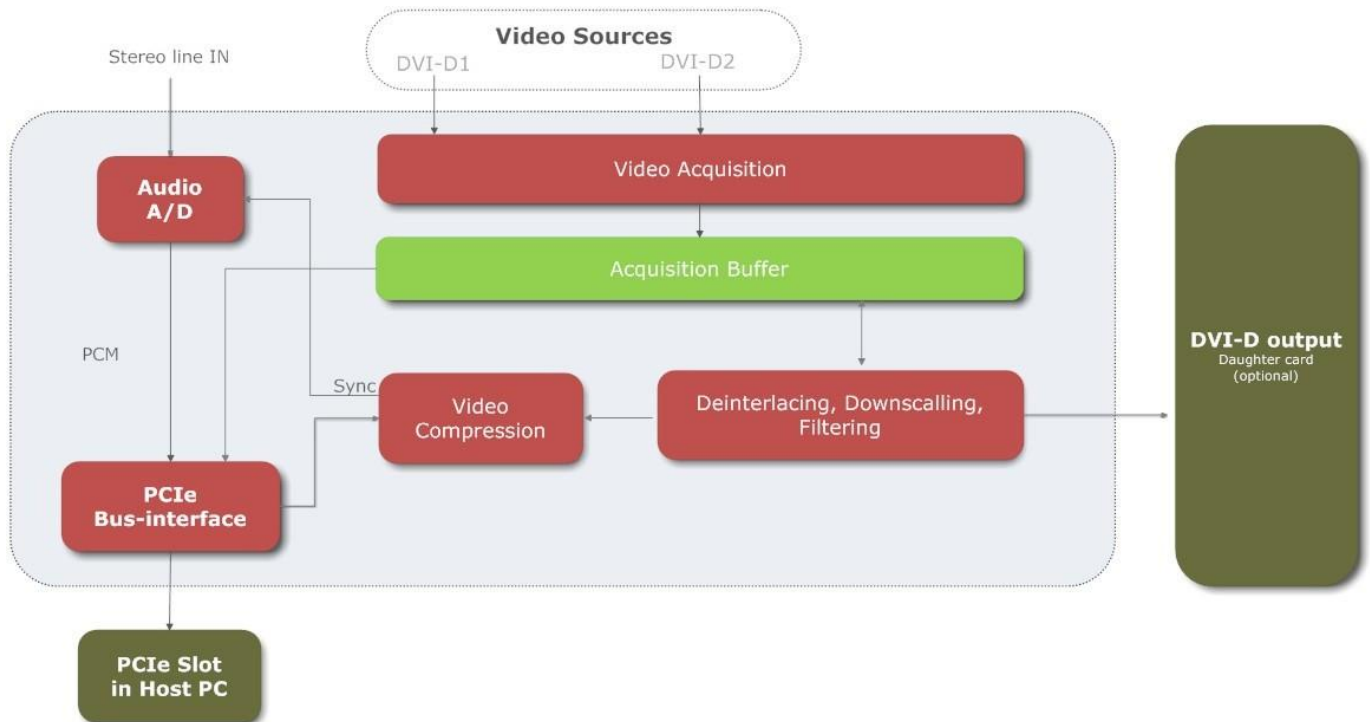 Video Sources
Stereo line IN
DVI-D1
DVI-D2
Audio
A/D
Video Acquisition
Acquisition Buffer
PCM
Sync
Video
Compression
Deinterlacing, Downscalling,
Filtering
DVI-D output
Daughter card
(optional)
PCIe
Bus-interface
PCIe Slot
in Host PC